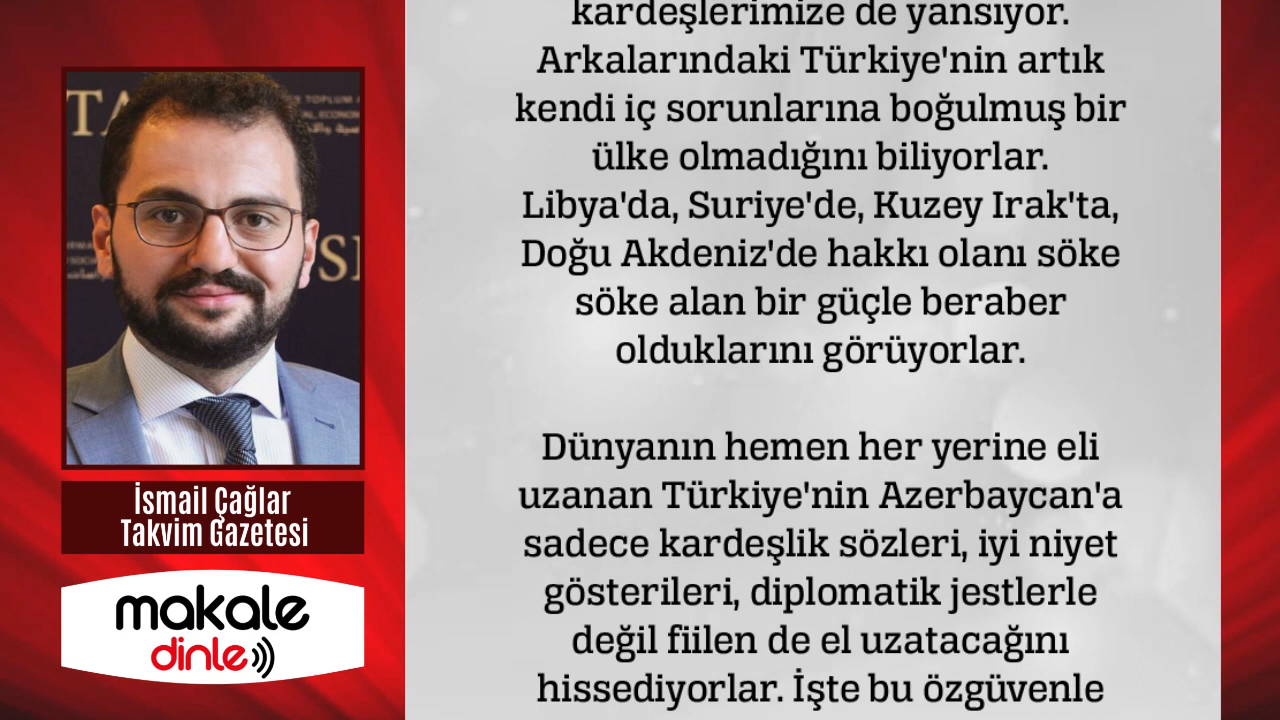 kardeşlerimize de yansıyor.
Arkalarındaki Türkiye'nin artık
kendi iç sorunlarına boğulmuş bir
ülke olmadığını biliyorlar.
Libya'da, Suriye'de, Kuzey Irak'ta,
Doğu Akdeniz'de hakkı olanı söke
söke alan bir güçle beraber
olduklarını görüyorlar.
Dünyanın hemen her yerine eli
uzanan Türkiye'nin Azerbaycan'a
sadece kardeşlik sözleri, iyi niyet
gösterileri, diplomatik jestlerle
değil fiilen de el uzatacağını
hissediyorlar. İşte bu özgüvenle
TA
TOPLUM
İsmail Çağlar
Takvim Gazetesi
makale
dinle